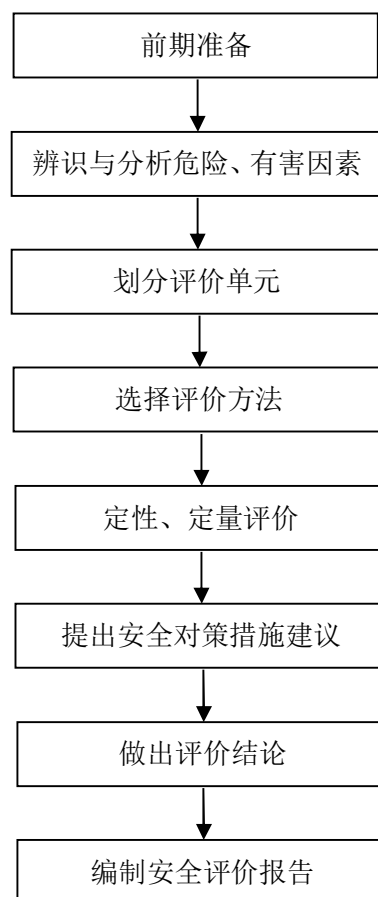 前期准备
辨识与分析危险、有害因素
划分评价单元
选择评价方法
定性、定量评价
提出安全对策措施建议
做出评价结论
编制安全评价报告